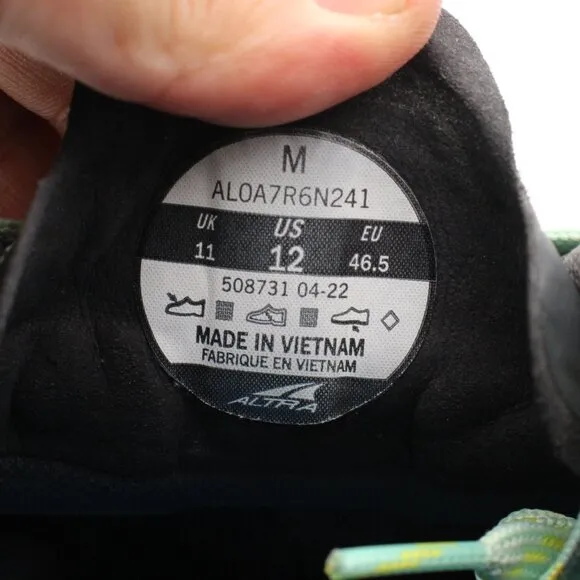 M
AL0A7R6N241
UK US EU
11 12 46.5
508731 04-22
MADE IN VIETNAM
FABRIQUE EN VIETNAM
ALTRA